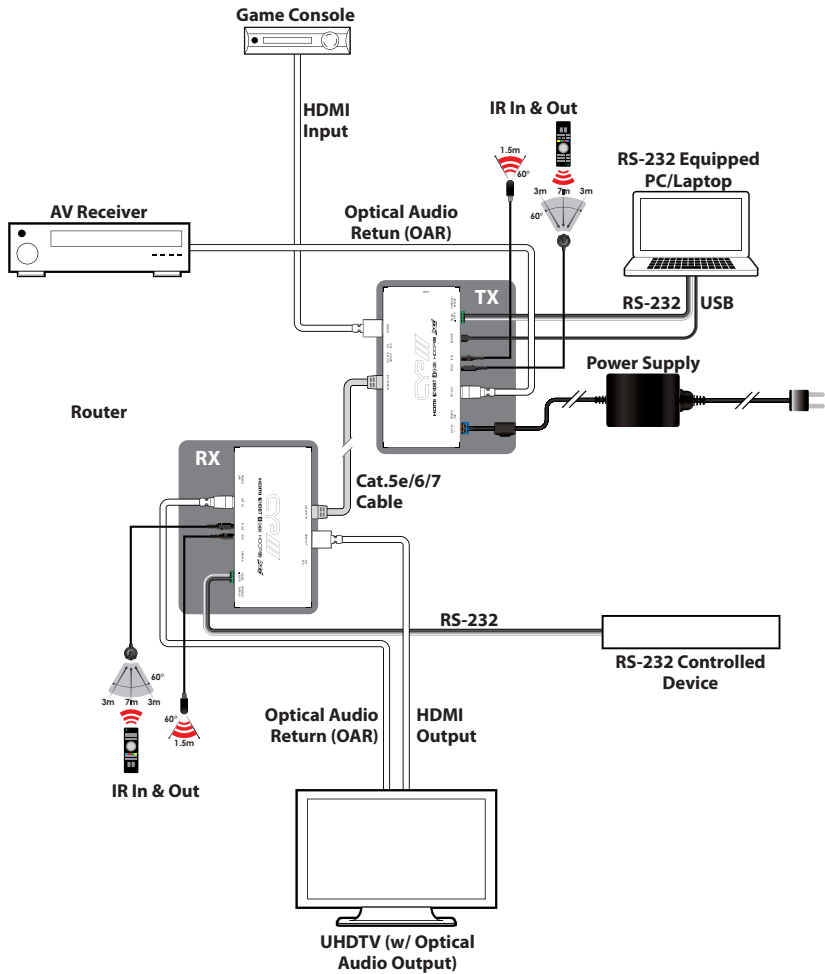 Game Console
HDMI
Input
IR In & Out
1.5m
60°
3m 7m 3m
60°
RS-232 Equipped
PC/Laptop
AV Receiver
Optical Audio
Retun (OAR)
TX
RS-232
USB
Power Supply
Router
RX
Cat.5e/6/7
Cable
CYP
CYP
RS-232
RS-232 Controlled
Device
60°
3m 7m 3m
60°
1.5m
Optical Audio
Return (OAR)
HDMI
Output
IR In & Out
UHDTV (w/ Optical
Audio Output)